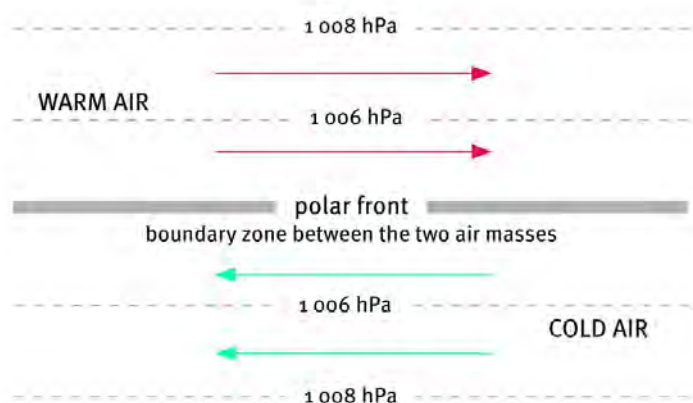 1 008 hPa
WARM AIR
1 006 hPa
polar front
boundary zone between the two air masses
1 006 hPa
COLD AIR
1 008 hPa